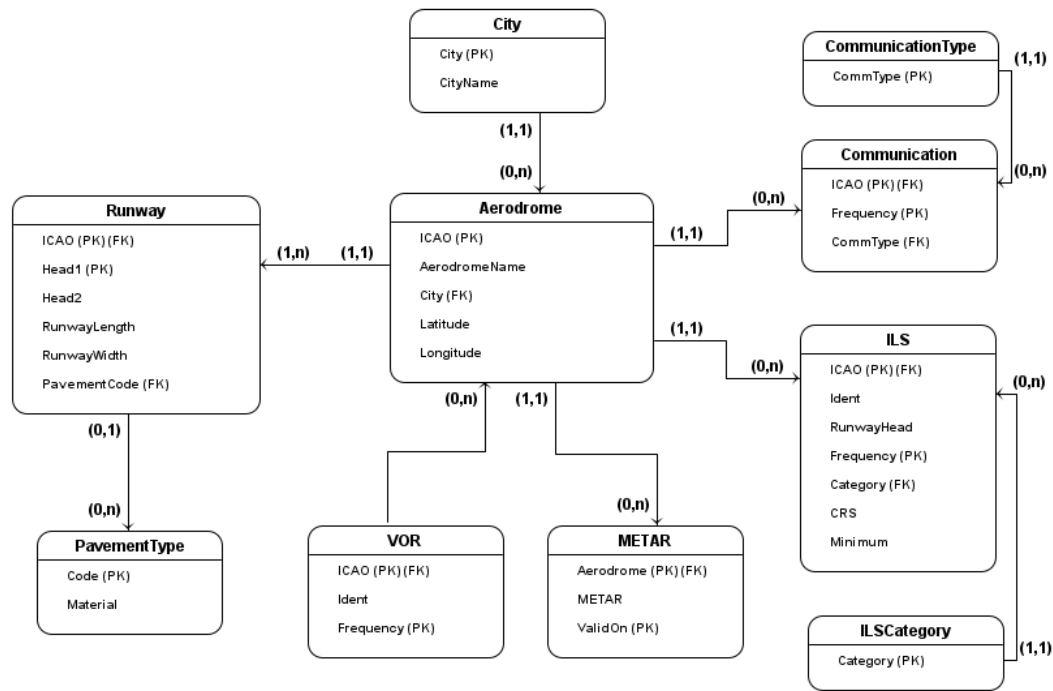 City
City (PK)
CityName
(1,1)
(0,n)
CommunicationType
CommType (PK)
(1,1)
(0,n)
Communication
ICAO (PK)(FK)
Frequency (PK)
CommType (FK)
(0,n)
(1,1)
Runway
ICAO (PK)(FK)
Head1 (PK)
Head2
RunwayLength
RunwayWidth
PavementCode (FK)
(1,n)
(1,1)
Aerodrome
ICAO (PK)
AerodromeName
City (FK)
Latitude
Longitude
(1,1)
(0,n)
ILS
ICAO (PK)(FK)
Ident
RunwayHead
Frequency (PK)
Category (FK)
CRS
Minimum
(0,n)
(0,1)
(0,n)
PavementType
Code (PK)
Material
(0,n)
VOR
ICAO (PK)(FK)
Ident
Frequency (PK)
(1,1)
(0,n)
METAR
Aerodrome (PK)(FK)
METAR
ValidOn (PK)
ILSCategory
Category (PK)
(1,1)